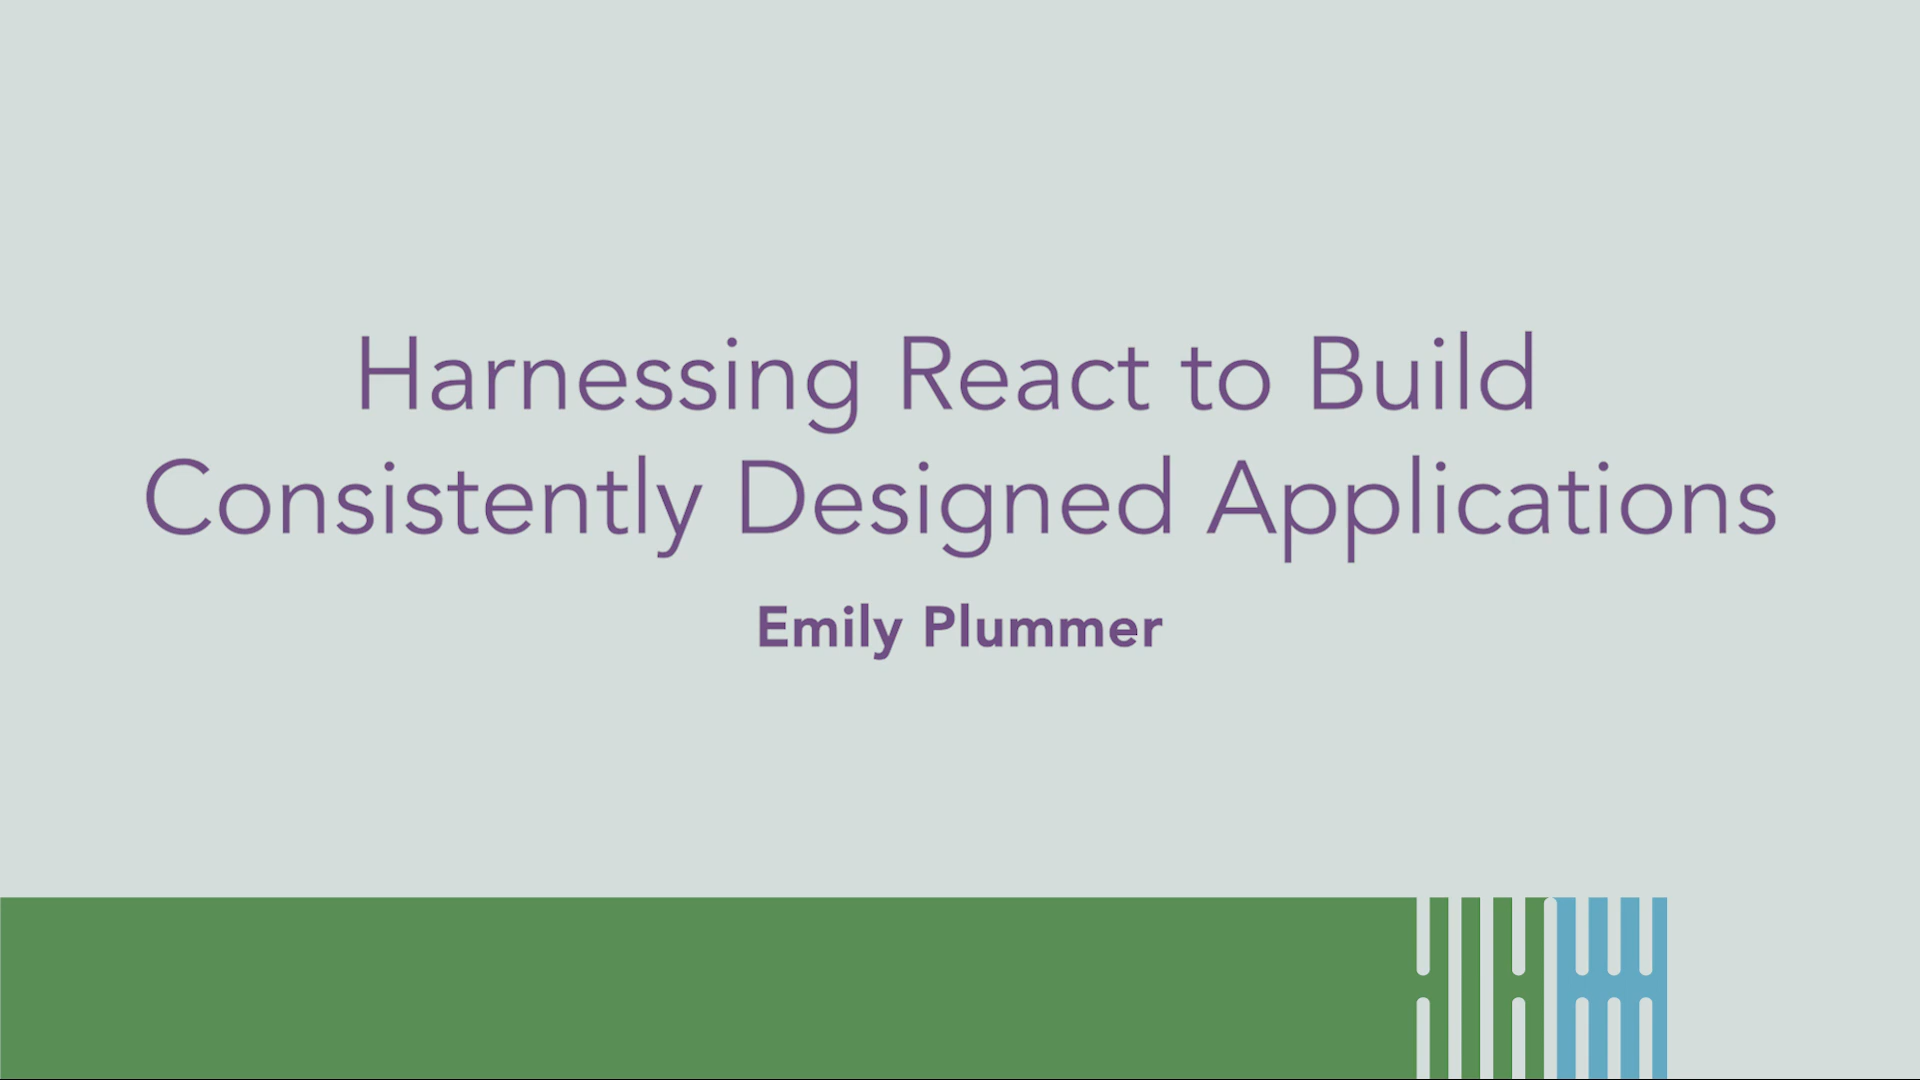 Harnessing React to Build
Consistently Designed Applications
Emily Plummer